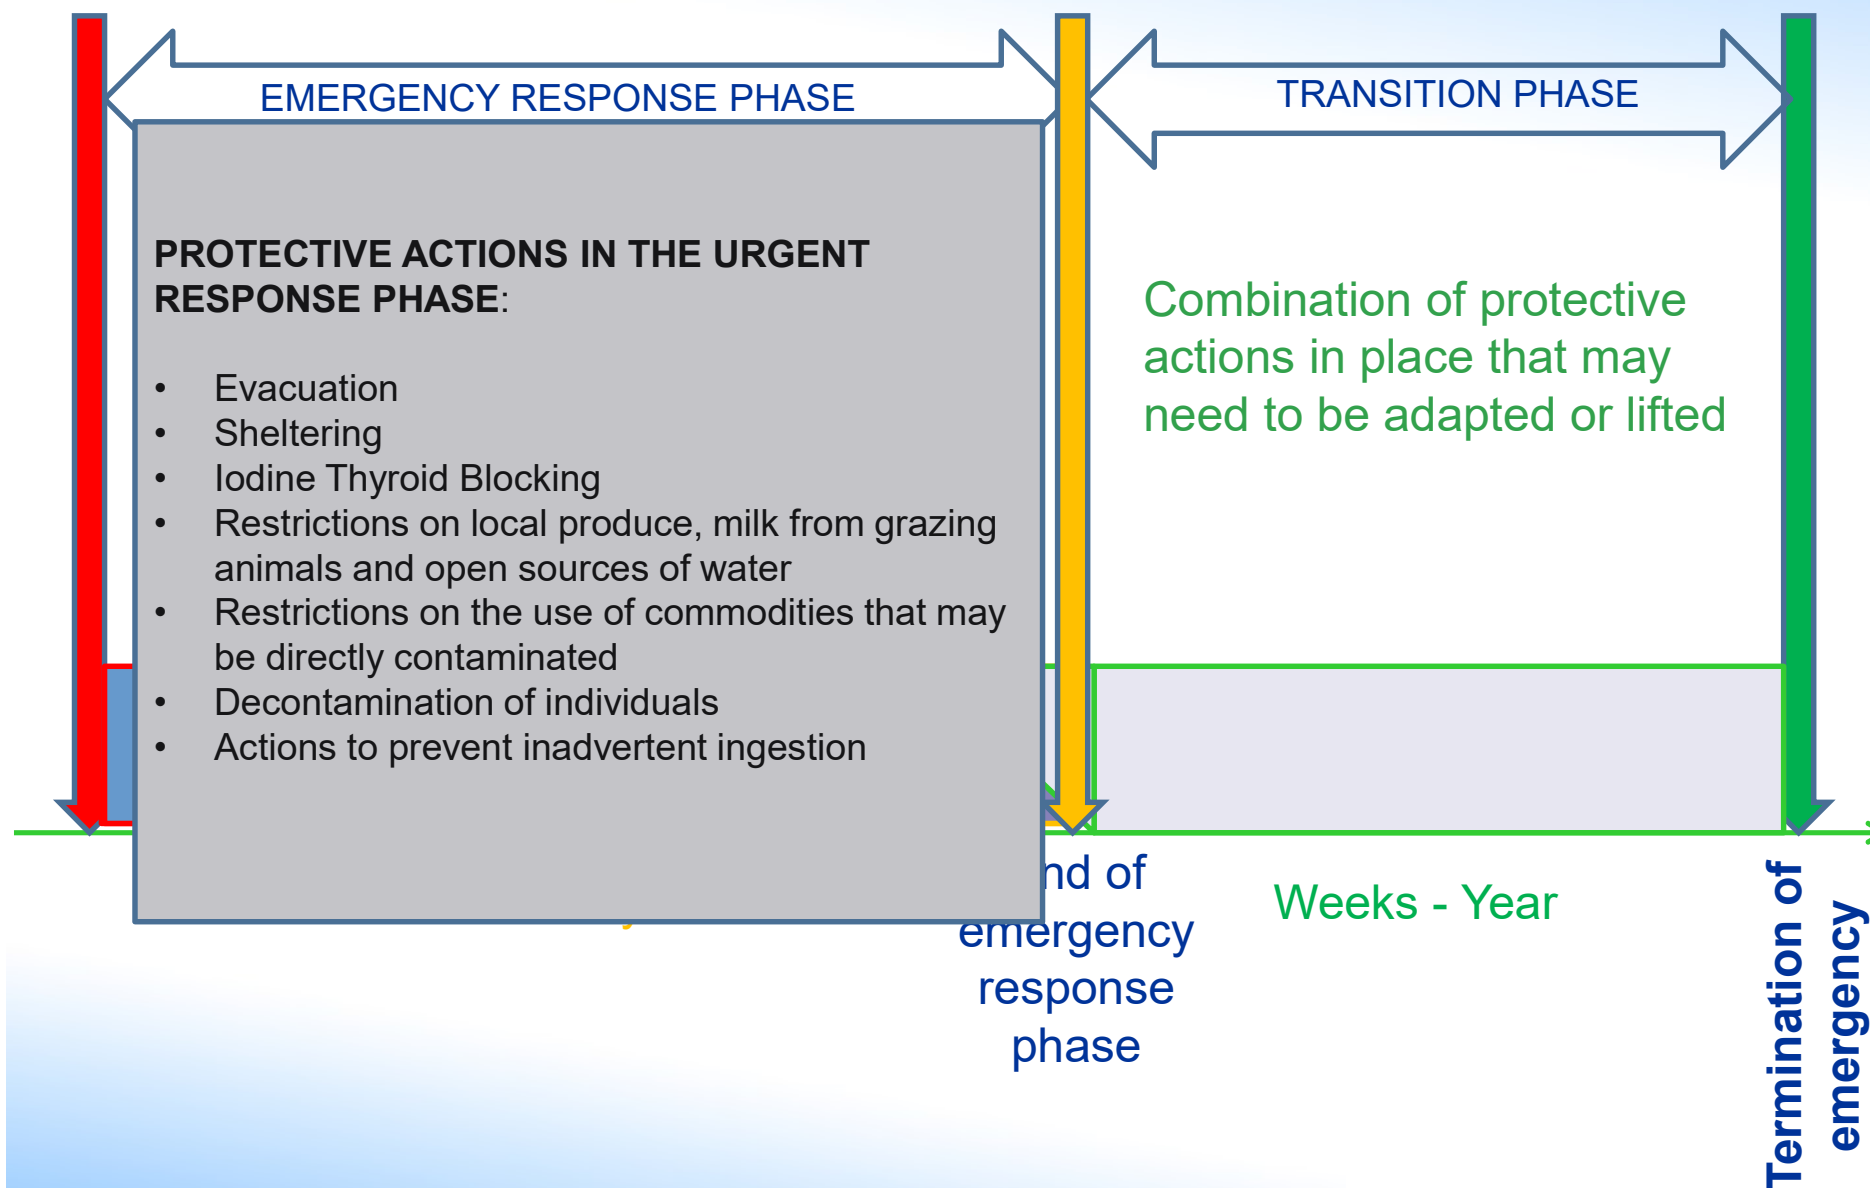 EMERGENCY RESPONSE PHASE
TRANSITION PHASE
PROTECTIVE ACTIONS IN THE URGENT
RESPONSE PHASE:
• Evacuation
• Sheltering
• Iodine Thyroid Blocking
• Restrictions on local produce, milk from grazing
animals and open sources of water
• Restrictions on the use of commodities that may
be directly contaminated
• Decontamination of individuals
• Actions to prevent inadvertent ingestion
Combination of protective
actions in place that may
need to be adapted or lifted
nd of
emergency
response
phase
Weeks - Year
Termination of
emergency